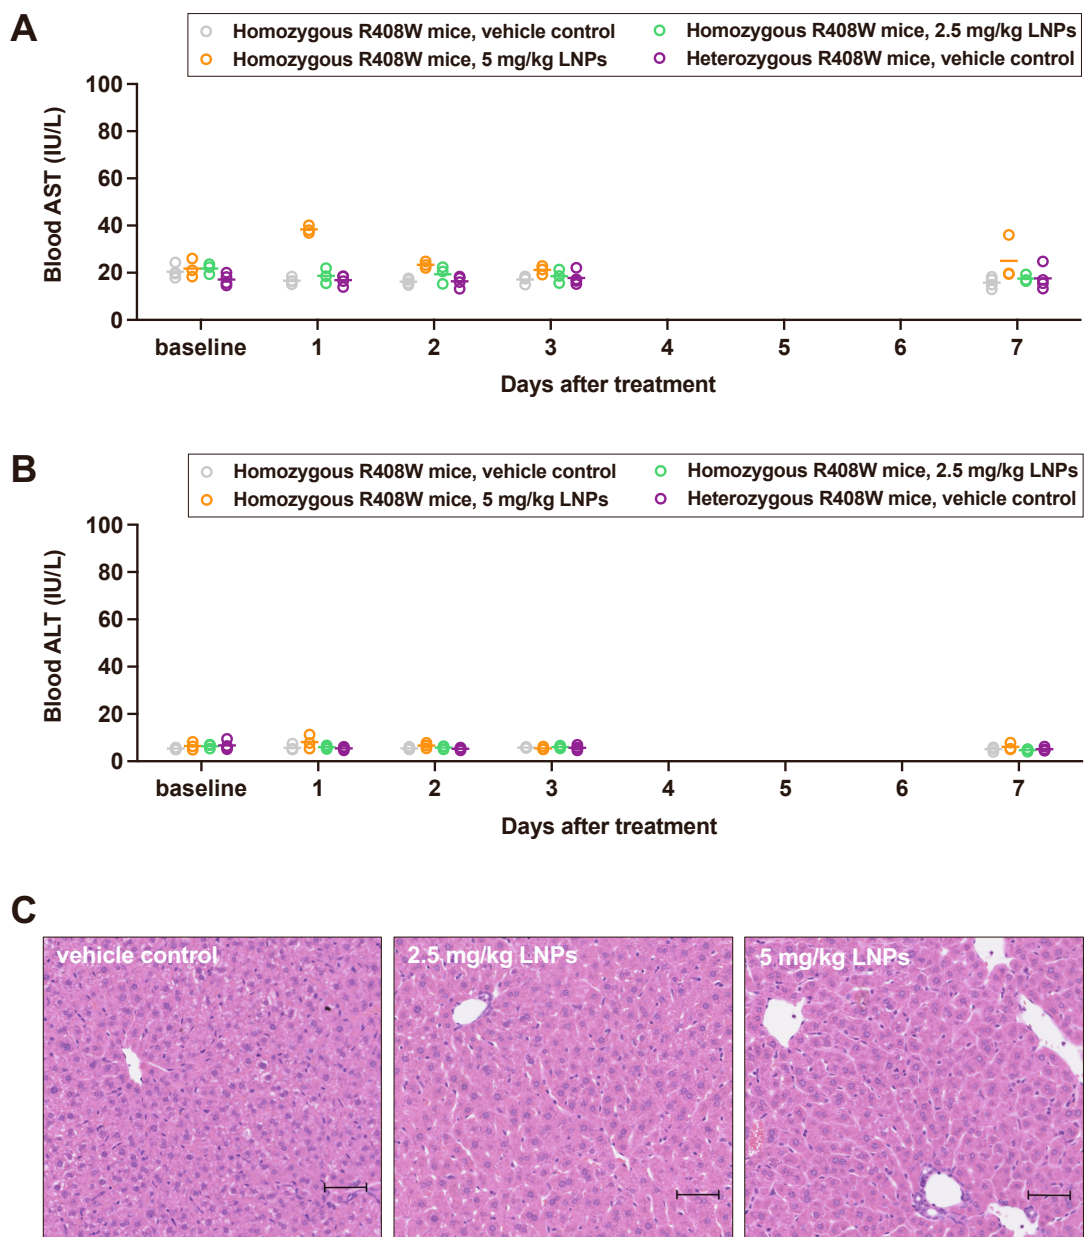 A
Homozygous R408W mice, vehicle control
Homozygous R408W mice, 2.5 mg/kg LNPs
Homozygous R408W mice, 5 mg/kg LNPs
Heterozygous R408W mice, vehicle control
Blood AST (IU/L)
100
80
60
40
20
0
baseline 1 2 3 4 5 6 7
Days after treatment
B
Homozygous R408W mice, vehicle control
Homozygous R408W mice, 2.5 mg/kg LNPs
Homozygous R408W mice, 5 mg/kg LNPs
Heterozygous R408W mice, vehicle control
Blood ALT (IU/L)
100
80
60
40
20
0
baseline 1 2 3 4 5 6 7
Days after treatment
C
vehicle control
2.5 mg/kg LNPs
5 mg/kg LNPs